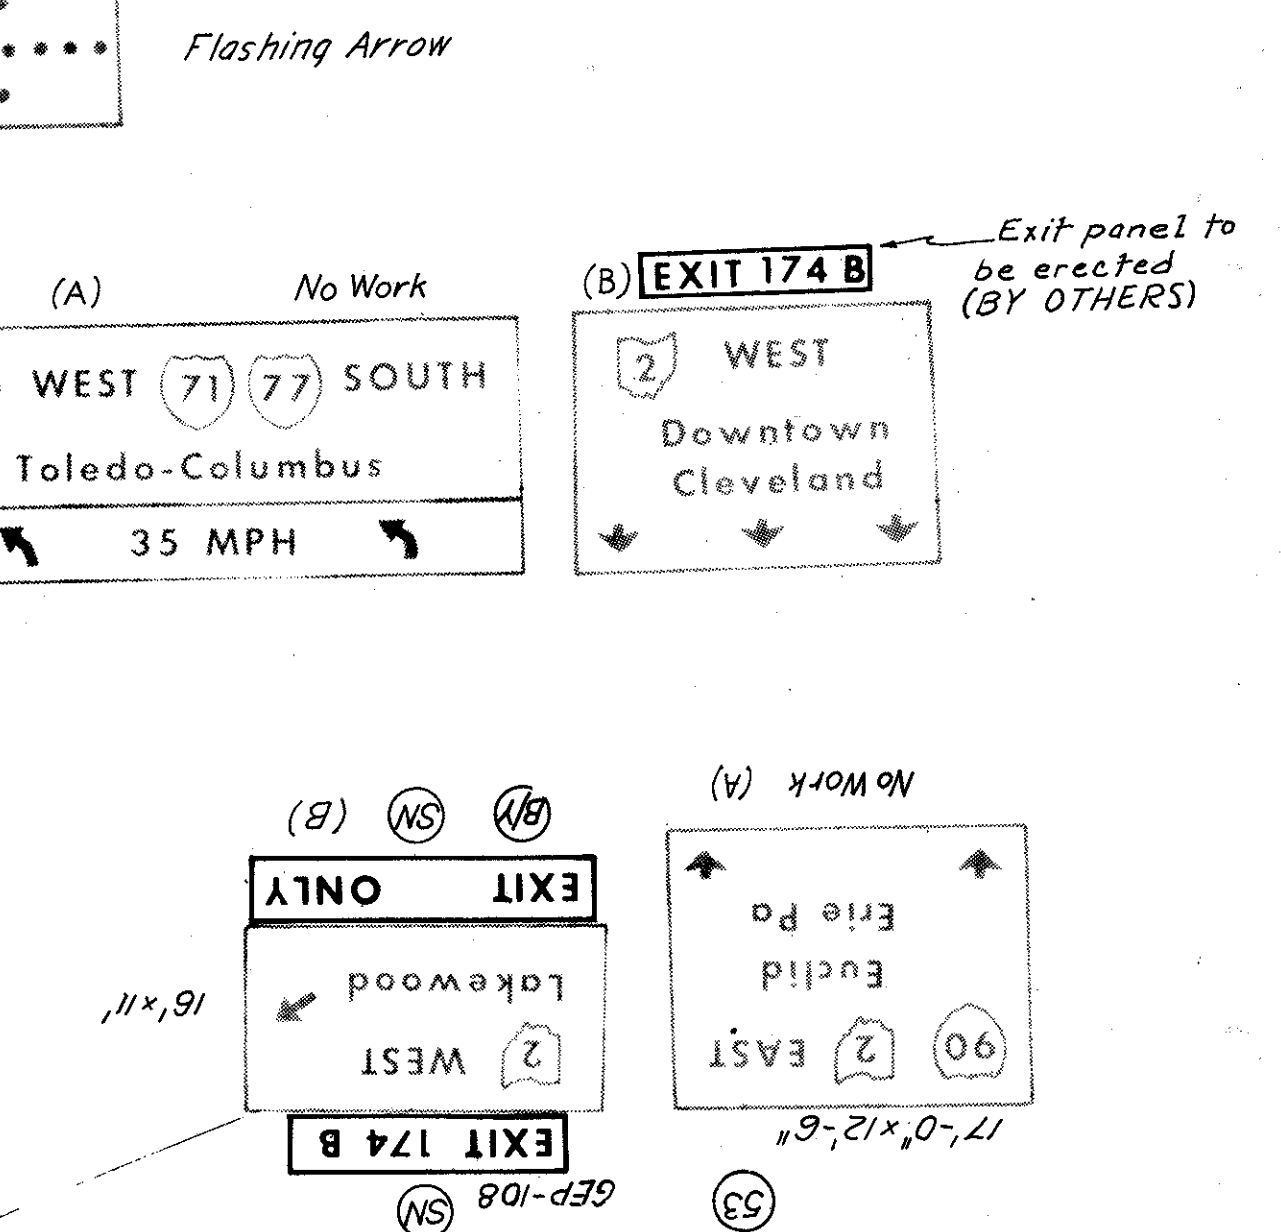 Flashing Arrow
(A)
No Work
WEST 71 77 SOUTH
Toledo-Columbus
35 MPH
(B)
EXIT 174 B
Exit panel to
be erected
(BY OTHERS)
2 WEST
Downtown
Cleveland
53
17'-0"x12'-6"
90 2 EAST
Euclid
Erie Pa
No Work (A)
GEP-108 SN
EXIT 174 B
2 WEST
Lakewood
16'x11'
EXIT ONLY
B/Y SN (B)